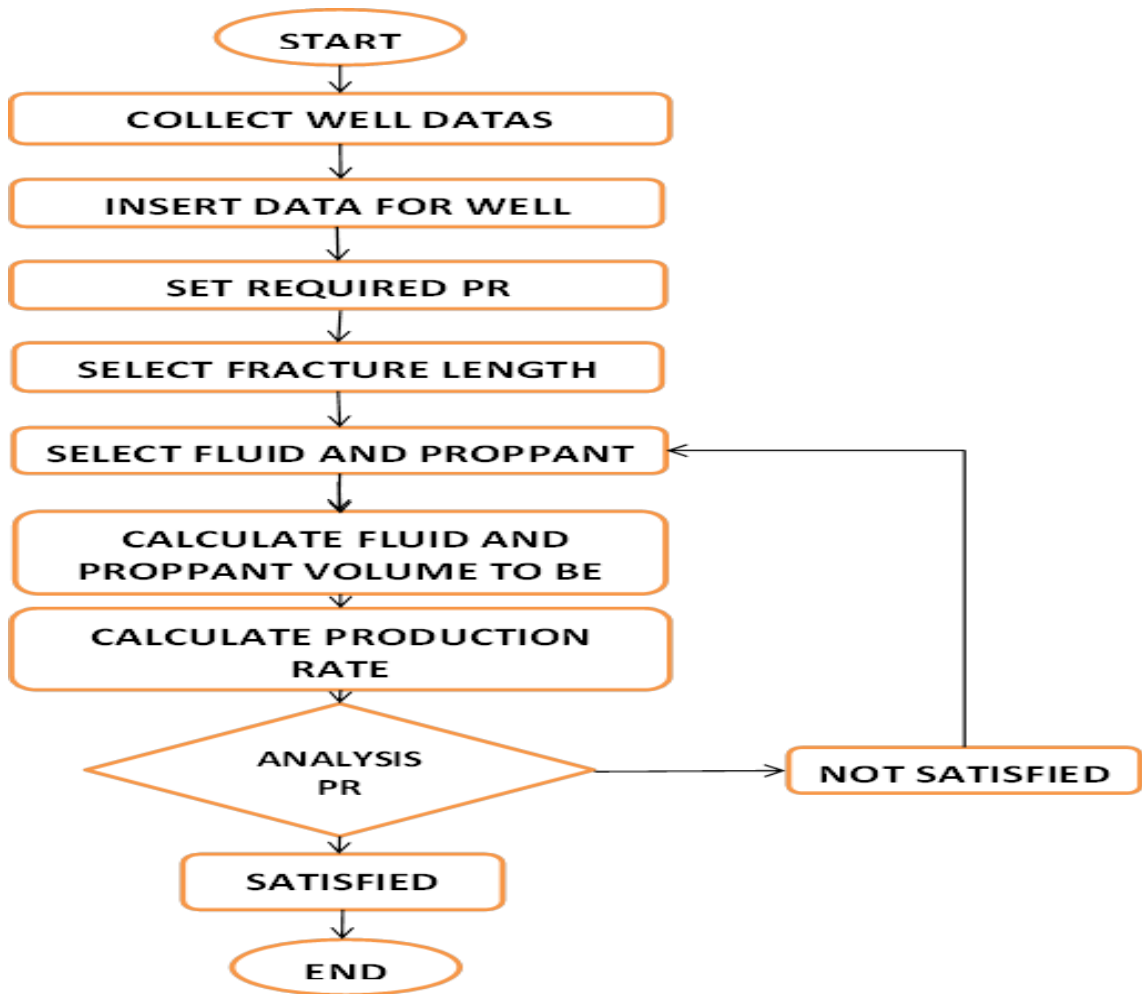 START
COLLECT WELL DATAS
INSERT DATA FOR WELL
SET REQUIRED PR
SELECT FRACTURE LENGTH
SELECT FLUID AND PROPPANT
CALCULATE FLUID AND
PROPPANT VOLUME TO BE
CALCULATE PRODUCTION
RATE
ANALYSIS
PR
NOT SATISFIED
SATISFIED
END